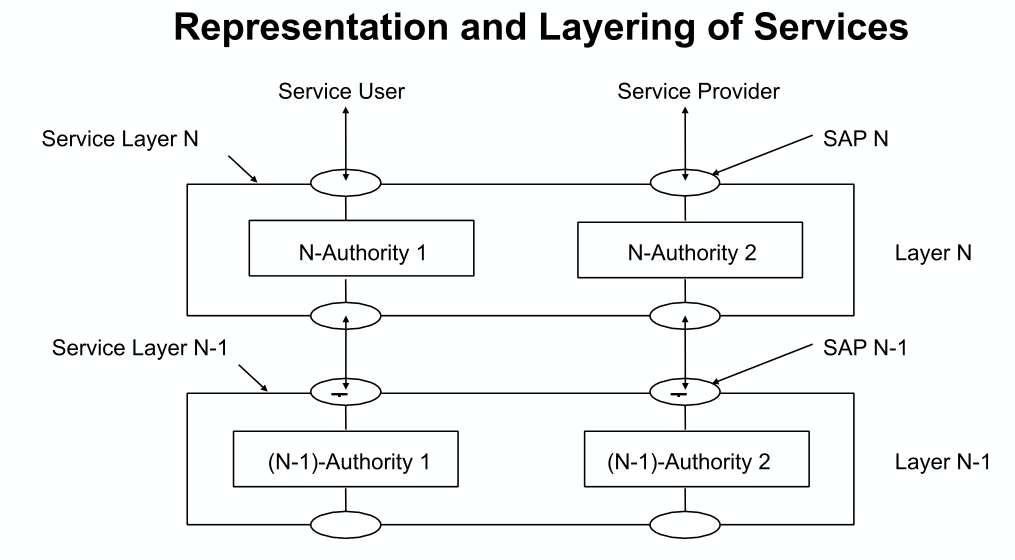 Representation and Layering of Services
Service User
Service Provider
Service Layer N
SAP N
N-Authority 1
N-Authority 2
Layer N
Service Layer N-1
SAP N-1
(N-1)-Authority 1
(N-1)-Authority 2
Layer N-1